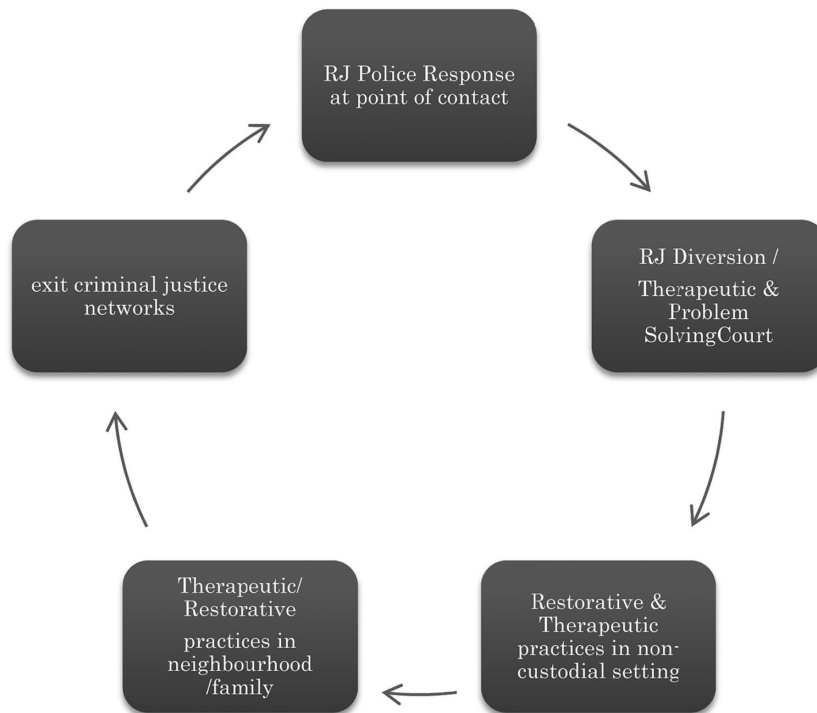 RJ Police Response
at point of contact
RJ Diversion /
Therapeutic &
Problem
SolvingCourt
Restorative &
Therapeutic
practices in non-
custodial setting
Therapeutic/
Restorative
practices in
neighbourhood
/family
exit criminal justice
networks